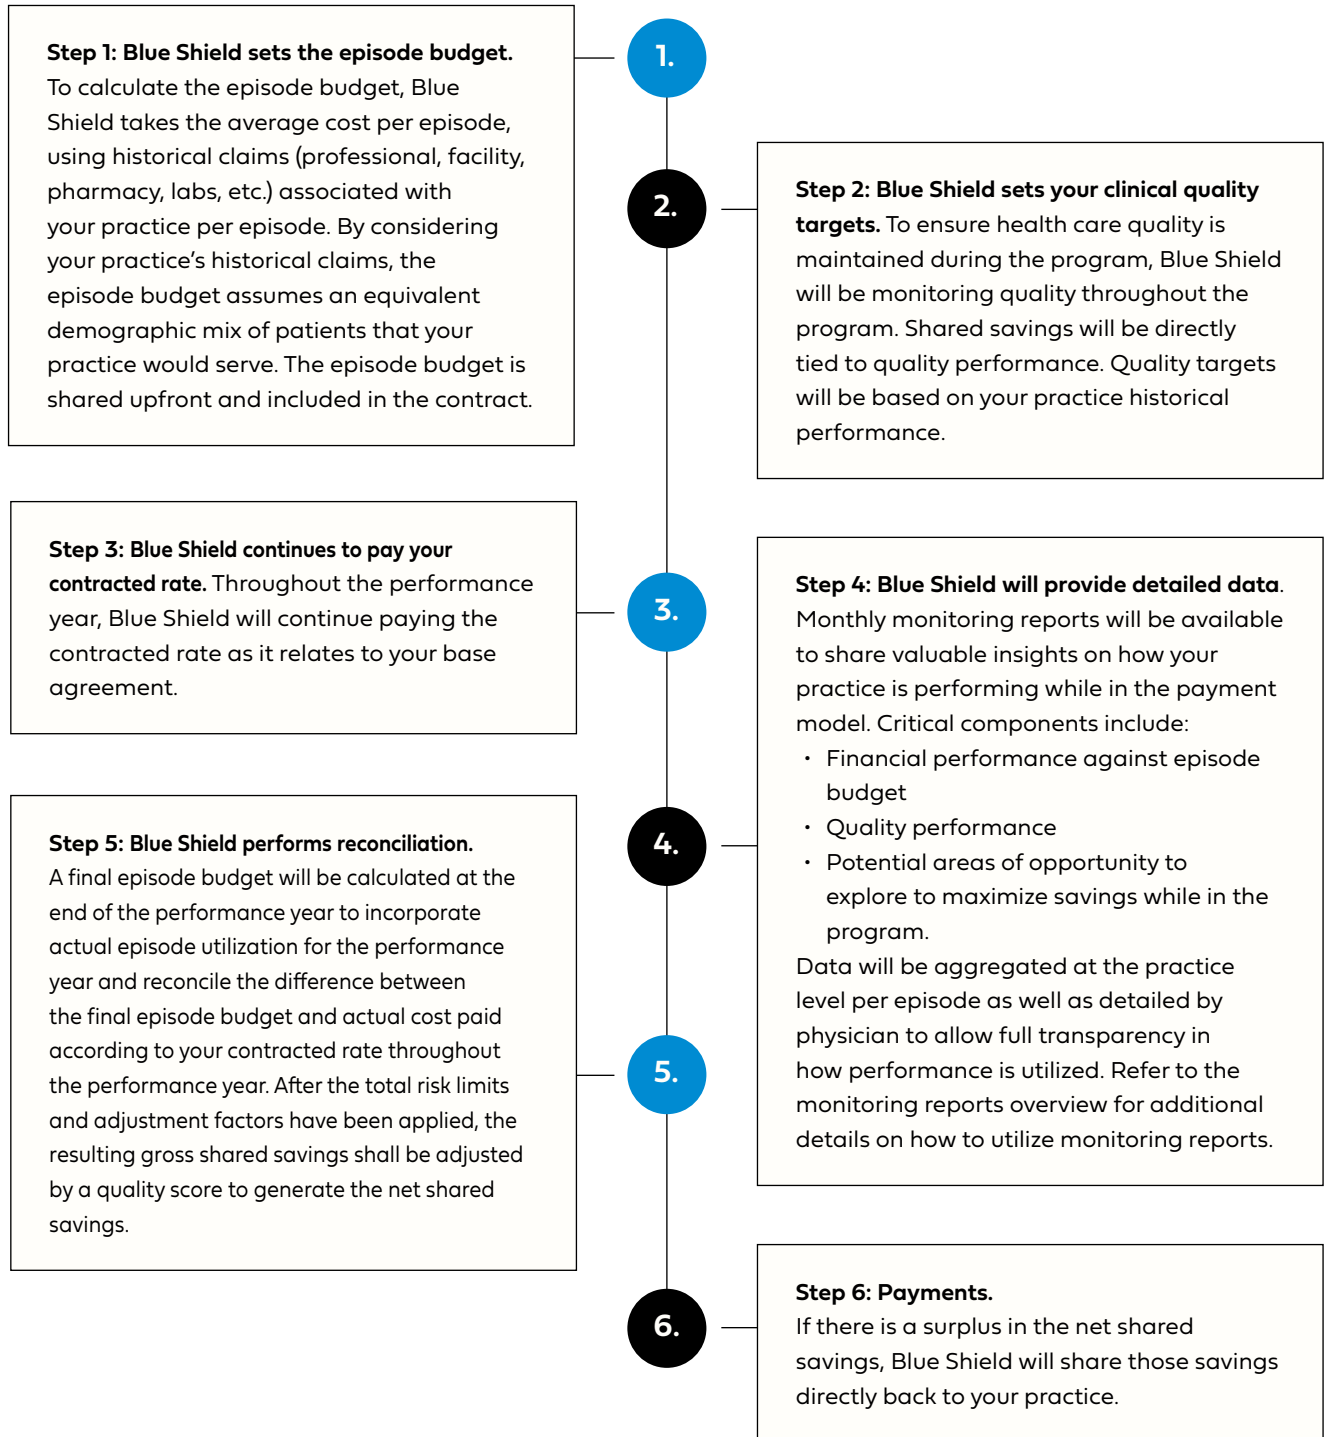 Step 1: Blue Shield sets the episode budget.
To calculate the episode budget, Blue
Shield takes the average cost per episode,
using historical claims (professional, facility,
pharmacy, labs, etc.) associated with
your practice per episode. By considering
your practice’s historical claims, the
episode budget assumes an equivalent
demographic mix of patients that your
practice would serve. The episode budget is
shared upfront and included in the contract.
1.
2.
Step 2: Blue Shield sets your clinical quality
targets. To ensure health care quality is
maintained during the program, Blue Shield
will be monitoring quality throughout the
program. Shared savings will be directly
tied to quality performance. Quality targets
will be based on your practice historical
performance.
Step 3: Blue Shield continues to pay your
contracted rate. Throughout the performance
year, Blue Shield will continue paying the
contracted rate as it relates to your base
agreement.
3.
4.
Step 4: Blue Shield will provide detailed data.
Monthly monitoring reports will be available
to share valuable insights on how your
practice is performing while in the payment
model. Critical components include:
• Financial performance against episode
budget
• Quality performance
• Potential areas of opportunity to
explore to maximize savings while in the
program.
Data will be aggregated at the practice
level per episode as well as detailed by
physician to allow full transparency in
how performance is utilized. Refer to the
monitoring reports overview for additional
details on how to utilize monitoring reports.
Step 5: Blue Shield performs reconciliation.
A final episode budget will be calculated at the
end of the performance year to incorporate
actual episode utilization for the performance
year and reconcile the difference between
the final episode budget and actual cost paid
according to your contracted rate throughout
the performance year. After the total risk limits
and adjustment factors have been applied, the
resulting gross shared savings shall be adjusted
by a quality score to generate the net shared
savings.
5.
6.
Step 6: Payments.
If there is a surplus in the net shared
savings, Blue Shield will share those savings
directly back to your practice.